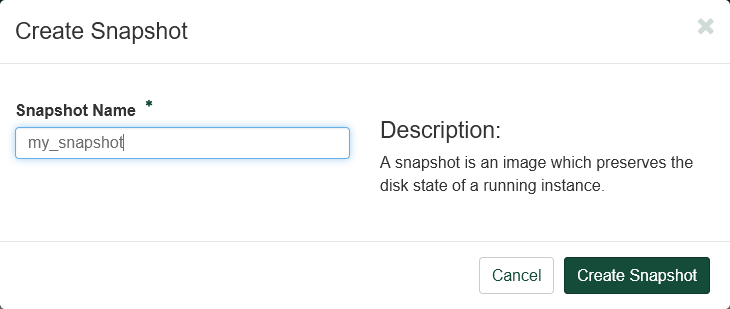 Create Snapshot
Snapshot Name *
my_snapshot
Description:
A snapshot is an image which preserves the
disk state of a running instance.
Cancel
Create Snapshot